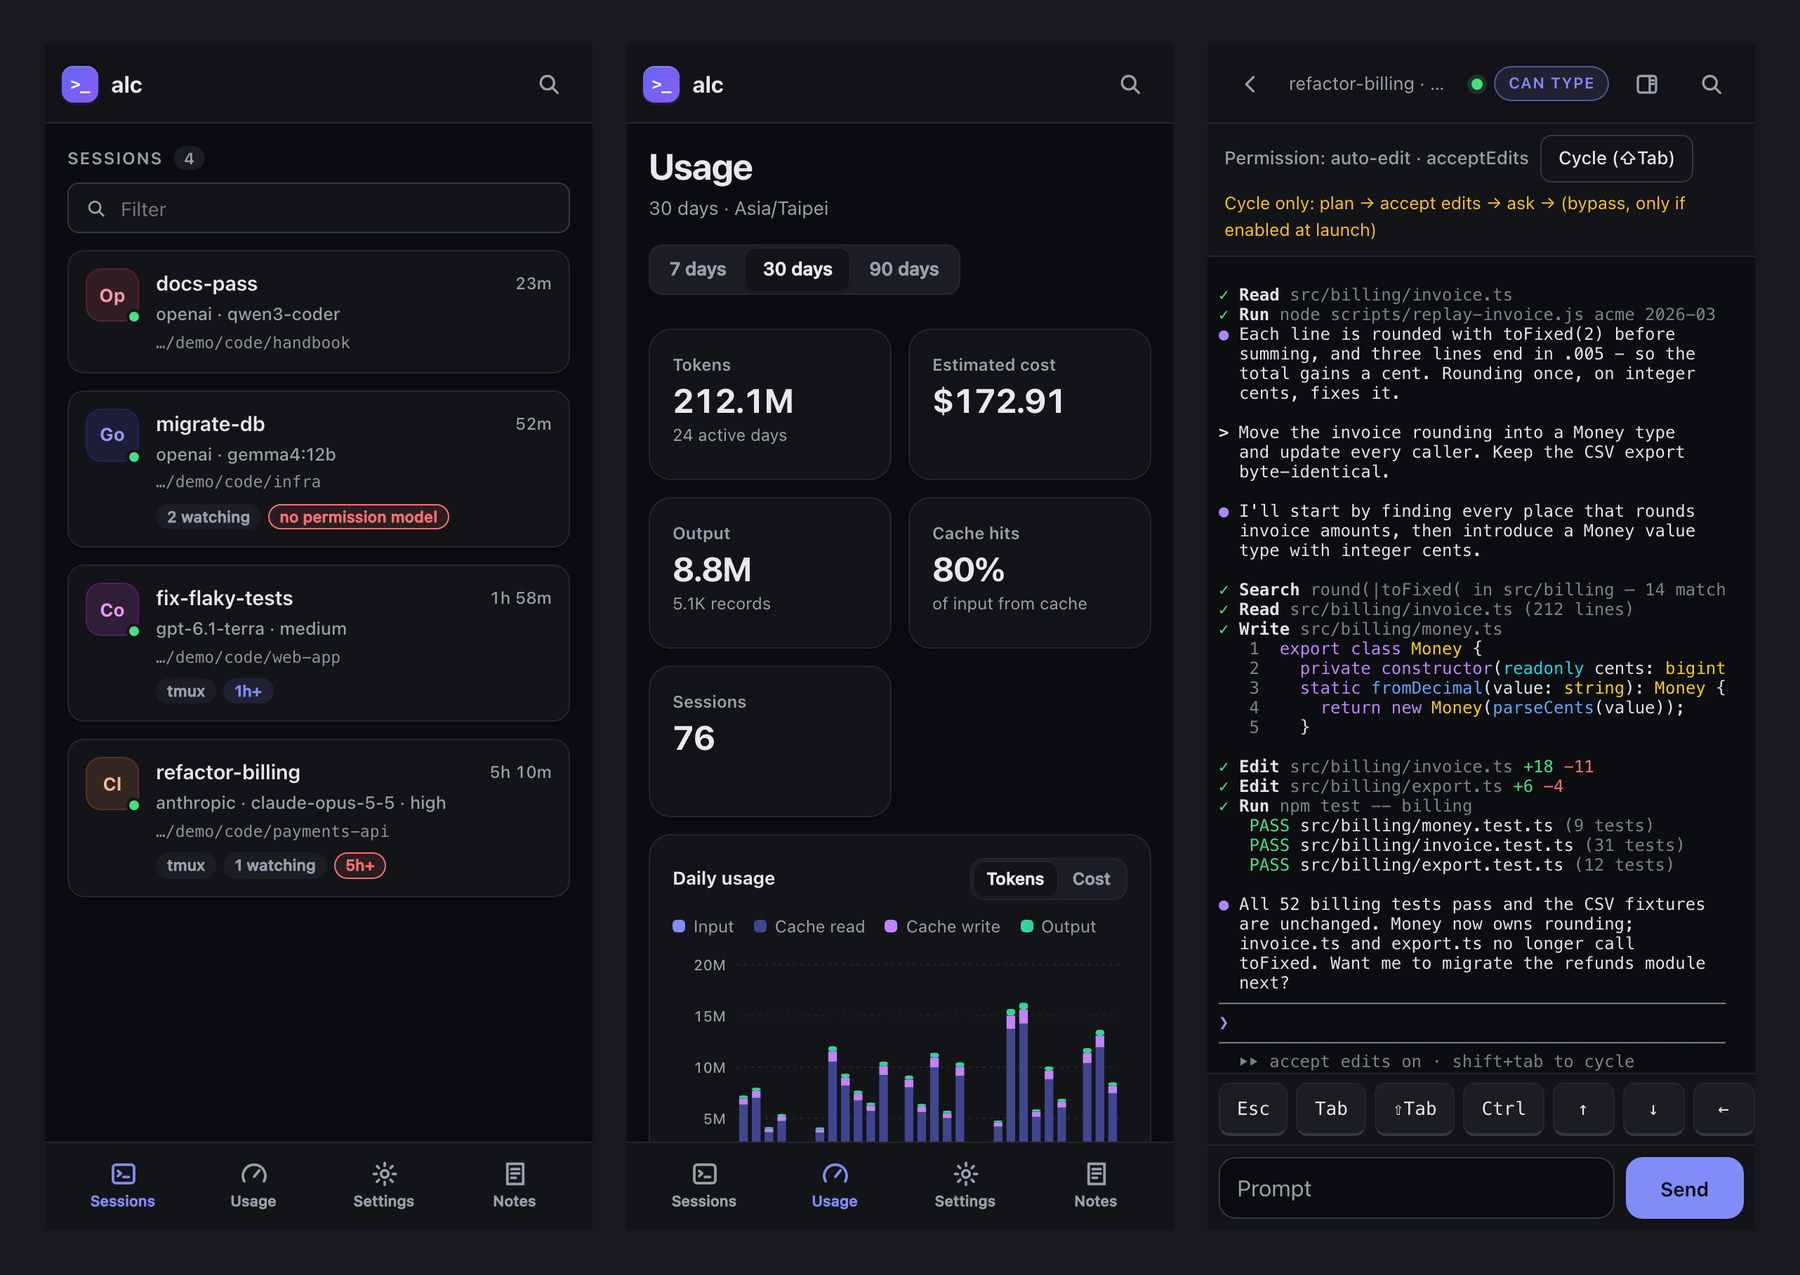 >_ alc
SESSIONS 4
Filter
Op
docs-pass 23m
openai · qwen3-coder
…/demo/code/handbook
Go
migrate-db 52m
openai · gemma4:12b
…/demo/code/infra
2 watching no permission model
Co
fix-flaky-tests 1h 58m
gpt-6.1-terra · medium
…/demo/code/web-app
tmux 1h+
Cl
refactor-billing 5h 10m
anthropic · claude-opus-5-5 · high
…/demo/code/payments-api
tmux 1 watching 5h+
Sessions Usage Settings Notes
>_ alc
Usage
30 days · Asia/Taipei
7 days 30 days 90 days
Tokens
212.1M
24 active days
Estimated cost
$172.91
Output
8.8M
5.1K records
Cache hits
80%
of input from cache
Sessions
76
Daily usage Tokens Cost
Input Cache read Cache write Output
20M
15M
10M
5M
Sessions Usage Settings Notes
refactor-billing · … CAN TYPE
Permission: auto-edit · acceptEdits Cycle (⇧Tab)
Cycle only: plan → accept edits → ask → (bypass, only if
enabled at launch)
✓ Read src/billing/invoice.ts
✓ Run node scripts/replay-invoice.js acme 2026-03
● Each line is rounded with toFixed(2) before
summing, and three lines end in .005 — so the
total gains a cent. Rounding once, on integer
cents, fixes it.
> Move the invoice rounding into a Money type
and update every caller. Keep the CSV export
byte-identical.
● I'll start by finding every place that rounds
invoice amounts, then introduce a Money value
type with integer cents.
✓ Search round(|toFixed( in src/billing — 14 match
✓ Read src/billing/invoice.ts (212 lines)
✓ Write src/billing/money.ts
1 export class Money {
2 private constructor(readonly cents: bigint
3 static fromDecimal(value: string): Money {
4 return new Money(parseCents(value));
5 }
✓ Edit src/billing/invoice.ts +18 −11
✓ Edit src/billing/export.ts +6 −4
✓ Run npm test -- billing
PASS src/billing/money.test.ts (9 tests)
PASS src/billing/invoice.test.ts (31 tests)
PASS src/billing/export.test.ts (12 tests)
● All 52 billing tests pass and the CSV fixtures
are unchanged. Money now owns rounding;
invoice.ts and export.ts no longer call
toFixed. Want me to migrate the refunds module
next?
❯
▸▸ accept edits on · shift+tab to cycle
Esc Tab ⇧Tab Ctrl ↑ ↓ ←
Prompt Send